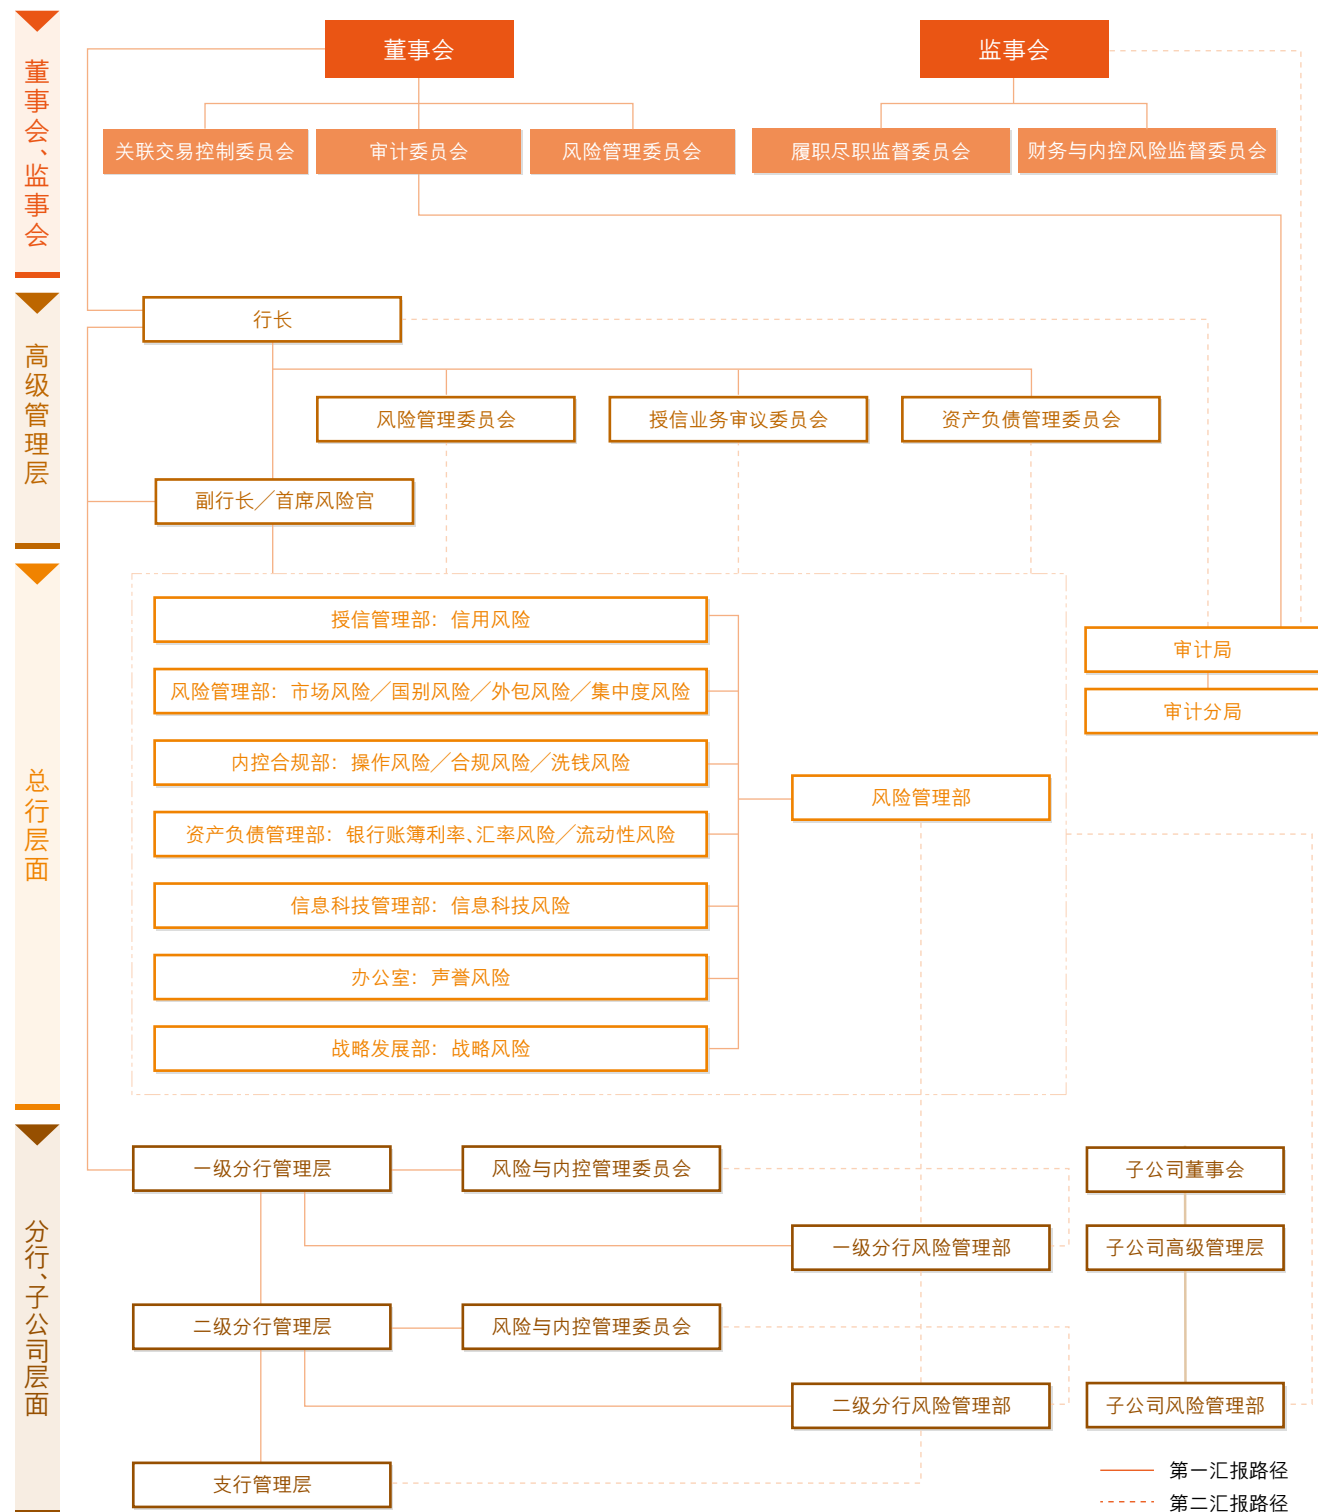 董事会、监事会
董事会
监事会
关联交易控制委员会
审计委员会
风险管理委员会
履职尽职监督委员会
财务与内控风险监督委员会
高级管理层
行长
风险管理委员会
授信业务审议委员会
资产负债管理委员会
副行长／首席风险官
总行层面
授信管理部：信用风险
风险管理部：市场风险／国别风险／外包风险／集中度风险
内控合规部：操作风险／合规风险／洗钱风险
资产负债管理部：银行账簿利率、汇率风险／流动性风险
信息科技管理部：信息科技风险
办公室：声誉风险
战略发展部：战略风险
风险管理部
审计局
审计分局
分行、子公司层面
一级分行管理层
风险与内控管理委员会
子公司董事会
一级分行风险管理部
子公司高级管理层
二级分行管理层
风险与内控管理委员会
二级分行风险管理部
子公司风险管理部
支行管理层
第一汇报路径
第二汇报路径